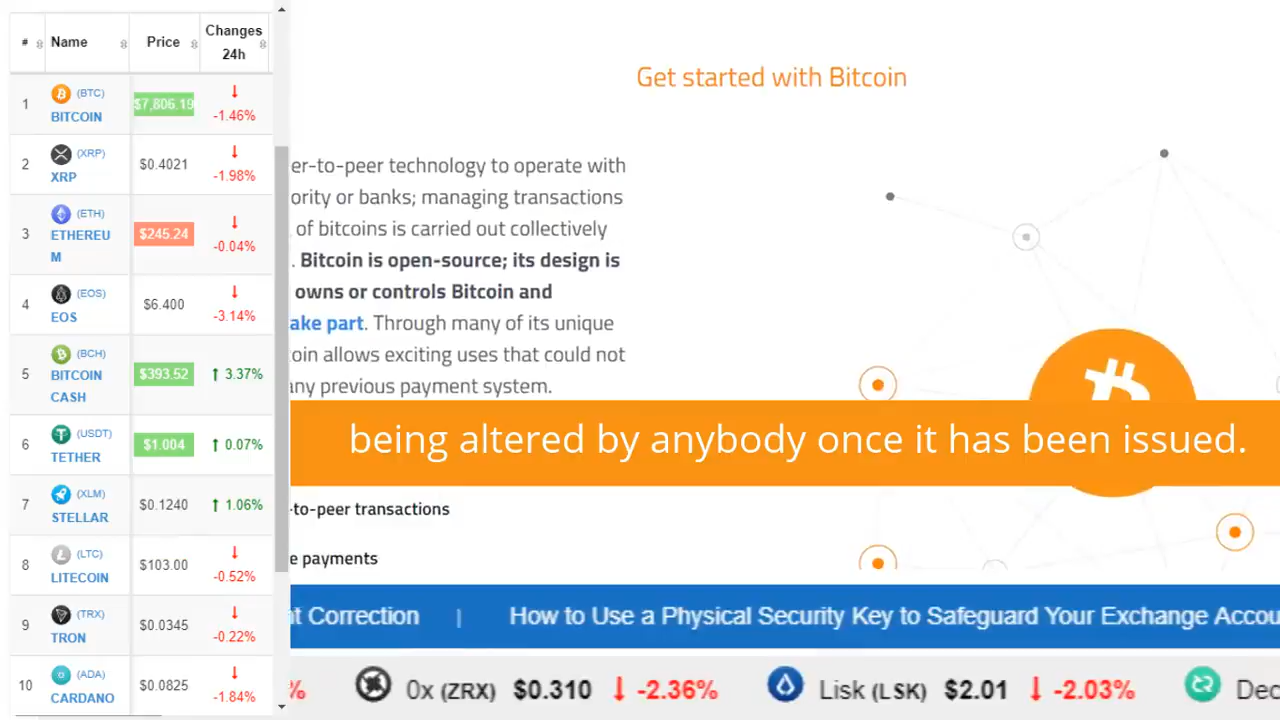 # Name Price Changes 24h
1 (BTC) BITCOIN $7,806.19 ↓ -1.46%
2 (XRP) XRP $0.4021 ↓ -1.98%
3 (ETH) ETHEREUM $245.24 ↓ -0.04%
4 (EOS) EOS $6.400 ↓ -3.14%
5 (BCH) BITCOIN CASH $393.52 ↑ 3.37%
6 (USDT) TETHER $1.004 ↑ 0.07%
7 (XLM) STELLAR $0.1240 ↑ 1.06%
8 (LTC) LITECOIN $103.00 ↓ -0.52%
9 (TRX) TRON $0.0345 ↓ -0.22%
10 (ADA) CARDANO $0.0825 ↓ -1.84%
Get started with Bitcoin
er-to-peer technology to operate with
ority or banks; managing transactions
of bitcoins is carried out collectively
. Bitcoin is open-source; its design is
owns or controls Bitcoin and
ake part. Through many of its unique
coin allows exciting uses that could not
any previous payment system.
being altered by anybody once it has been issued.
-to-peer transactions
e payments
nt Correction | How to Use a Physical Security Key to Safeguard Your Exchange Accou
% 0x (ZRX) $0.310 ↓ -2.36% Lisk (LSK) $2.01 ↓ -2.03% Dec